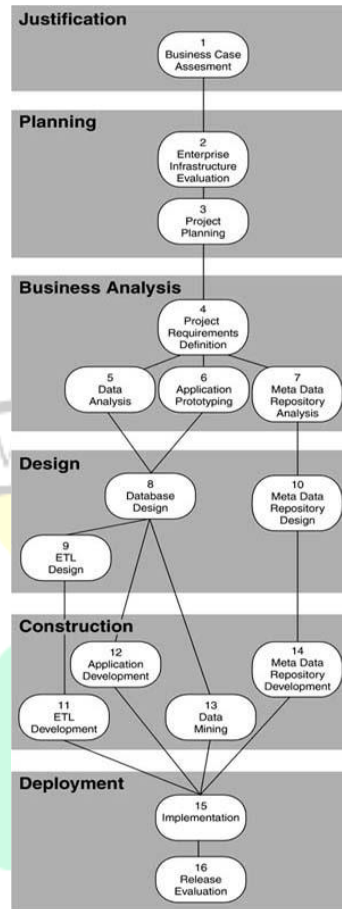 Justification
1
Business Case
Assesment
Planning
2
Enterprise
Infrastructure
Evaluation
3
Project
Planning
Business Analysis
4
Project
Requirements
Definition
5
Data
Analysis
6
Application
Prototyping
7
Meta Data
Repository
Analysis
Design
8
Database
Design
10
Meta Data
Repository
Design
9
ETL
Design
Construction
12
Application
Development
14
Meta Data
Repository
Development
11
ETL
Development
13
Data
Mining
Deployment
15
Implementation
16
Release
Evaluation